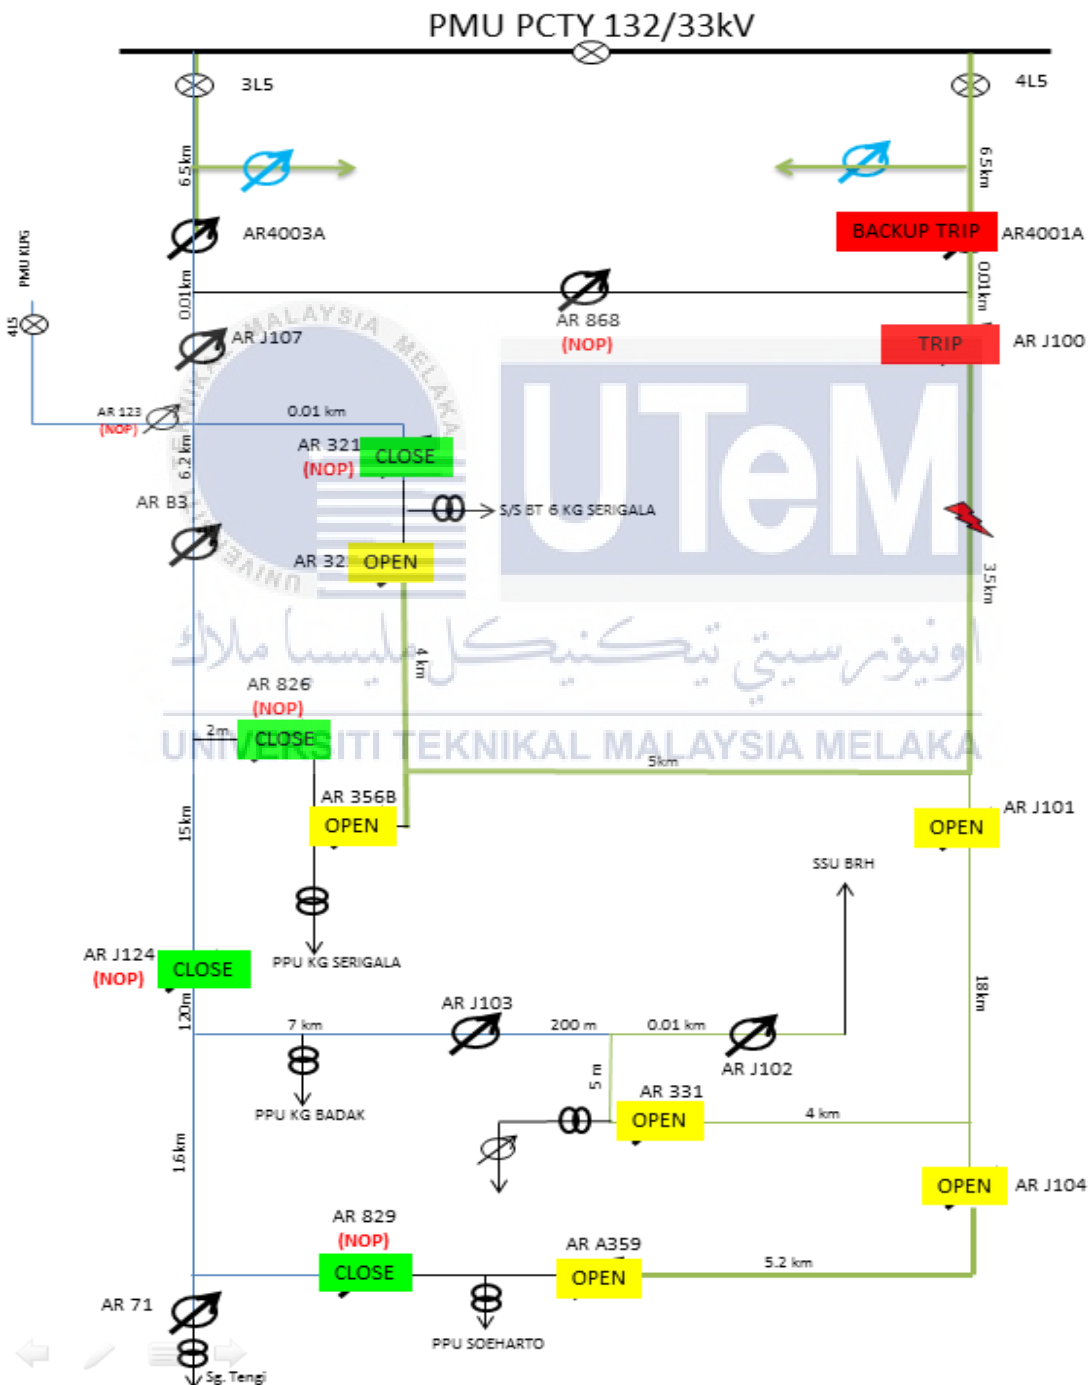 PMU PCTY 132/33kV
3L5
4L5
6.5km
6.5km
AR4003A
BACKUP TRIP
AR4001A
PMU KLPG
0.01km
0.01km
4L5
AR 868
(NOP)
AR J107
TRIP
AR J100
UNIVERSITI TEKNIKAL MALAYSIA MELAKA
UTeM
AR 123
(NOP)
0.01 km
AR 321
(NOP)
CLOSE
6.2 km
AR B3
S/S BT 6 KG SERIGALA
AR 321
OPEN
3.5km
4 km
اونيۏرسيتي تيكنيكل مليسيا ملاك
AR 826
(NOP)
2m
CLOSE
UNIVERSITI TEKNIKAL MALAYSIA MELAKA
5km
AR 356B
OPEN
15km
AR J101
OPEN
SSU BRH
AR J124
(NOP)
CLOSE
PPU KG SERIGALA
120m
18km
AR J103
7 km
200 m
0.01 km
AR J102
5 m
PPU KG BADAK
AR 331
OPEN
4 km
1.6km
OPEN
AR J104
AR 829
(NOP)
CLOSE
AR A359
OPEN
5.2 km
AR 71
PPU SOEHARTO
Sg. Tengi